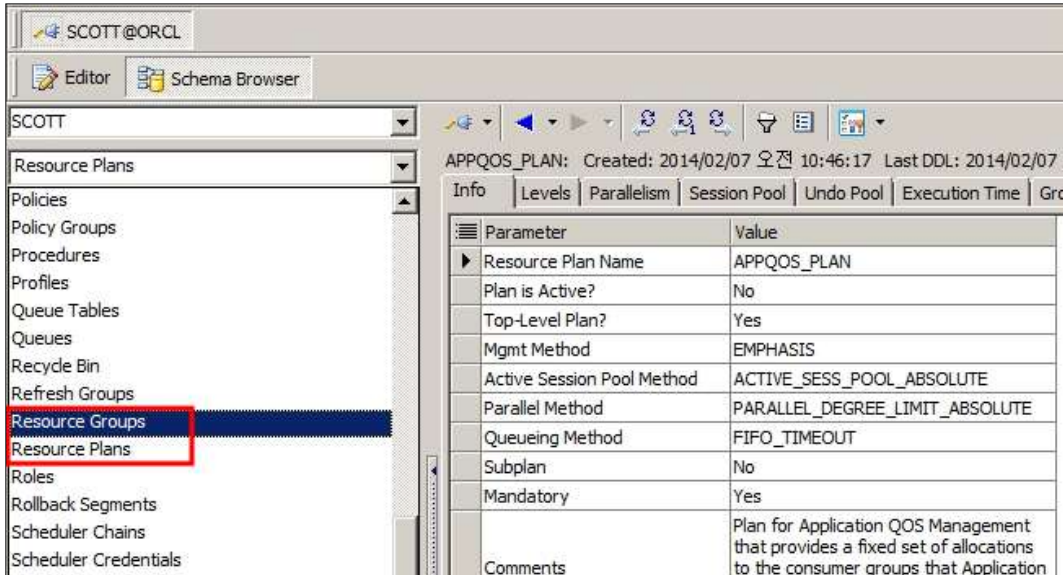 SCOTT@ORCL
Editor Schema Browser
SCOTT
Resource Plans
Policies
Policy Groups
Procedures
Profiles
Queue Tables
Queues
Recycle Bin
Refresh Groups
Resource Groups
Resource Plans
Roles
Rollback Segments
Scheduler Chains
Scheduler Credentials
APPQOS_PLAN: Created: 2014/02/07 오전 10:46:17 Last DDL: 2014/02/07
Info Levels Parallelism Session Pool Undo Pool Execution Time Gro
Parameter Value
Resource Plan Name APPQOS_PLAN
Plan is Active? No
Top-Level Plan? Yes
Mgmt Method EMPHASIS
Active Session Pool Method ACTIVE_SESS_POOL_ABSOLUTE
Parallel Method PARALLEL_DEGREE_LIMIT_ABSOLUTE
Queueing Method FIFO_TIMEOUT
Subplan No
Mandatory Yes
Comments Plan for Application QOS Management
that provides a fixed set of allocations
to the consumer groups that Application